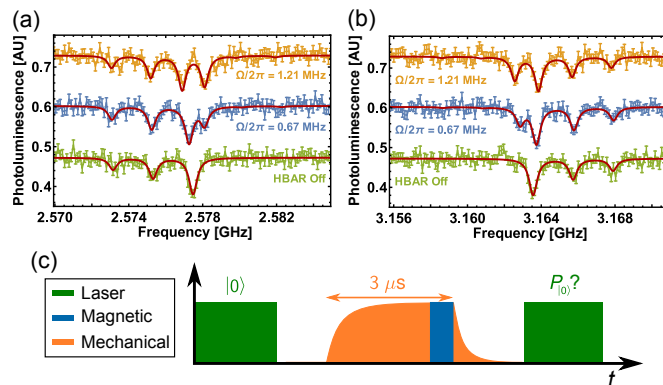 (a)
(b)
Photoluminescence [AU]
0.7
0.6
0.5
0.4
Ω/2π = 1.21 MHz
Ω/2π = 0.67 MHz
HBAR Off
2.570 2.574 2.578 2.582
Frequency [GHz]
Photoluminescence [AU]
0.7
0.6
0.5
0.4
Ω/2π = 1.21 MHz
Ω/2π = 0.67 MHz
HBAR Off
3.156 3.160 3.164 3.168
Frequency [GHz]
(c)
Laser
Magnetic
Mechanical
|0⟩
3 μs
P|0⟩?
t